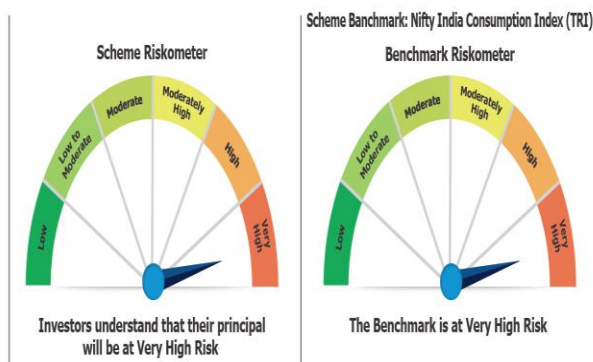 Scheme Riskometer
Low
Low to
Moderate
Moderate
Moderately
High
High
Very
High
Investors understand that their principal
will be at Very High Risk
Scheme Banchmark: Nifty India Consumption Index (TRI)
Benchmark Riskometer
Low
Low to
Moderate
Moderate
Moderately
High
High
Very
High
The Benchmark is at Very High Risk